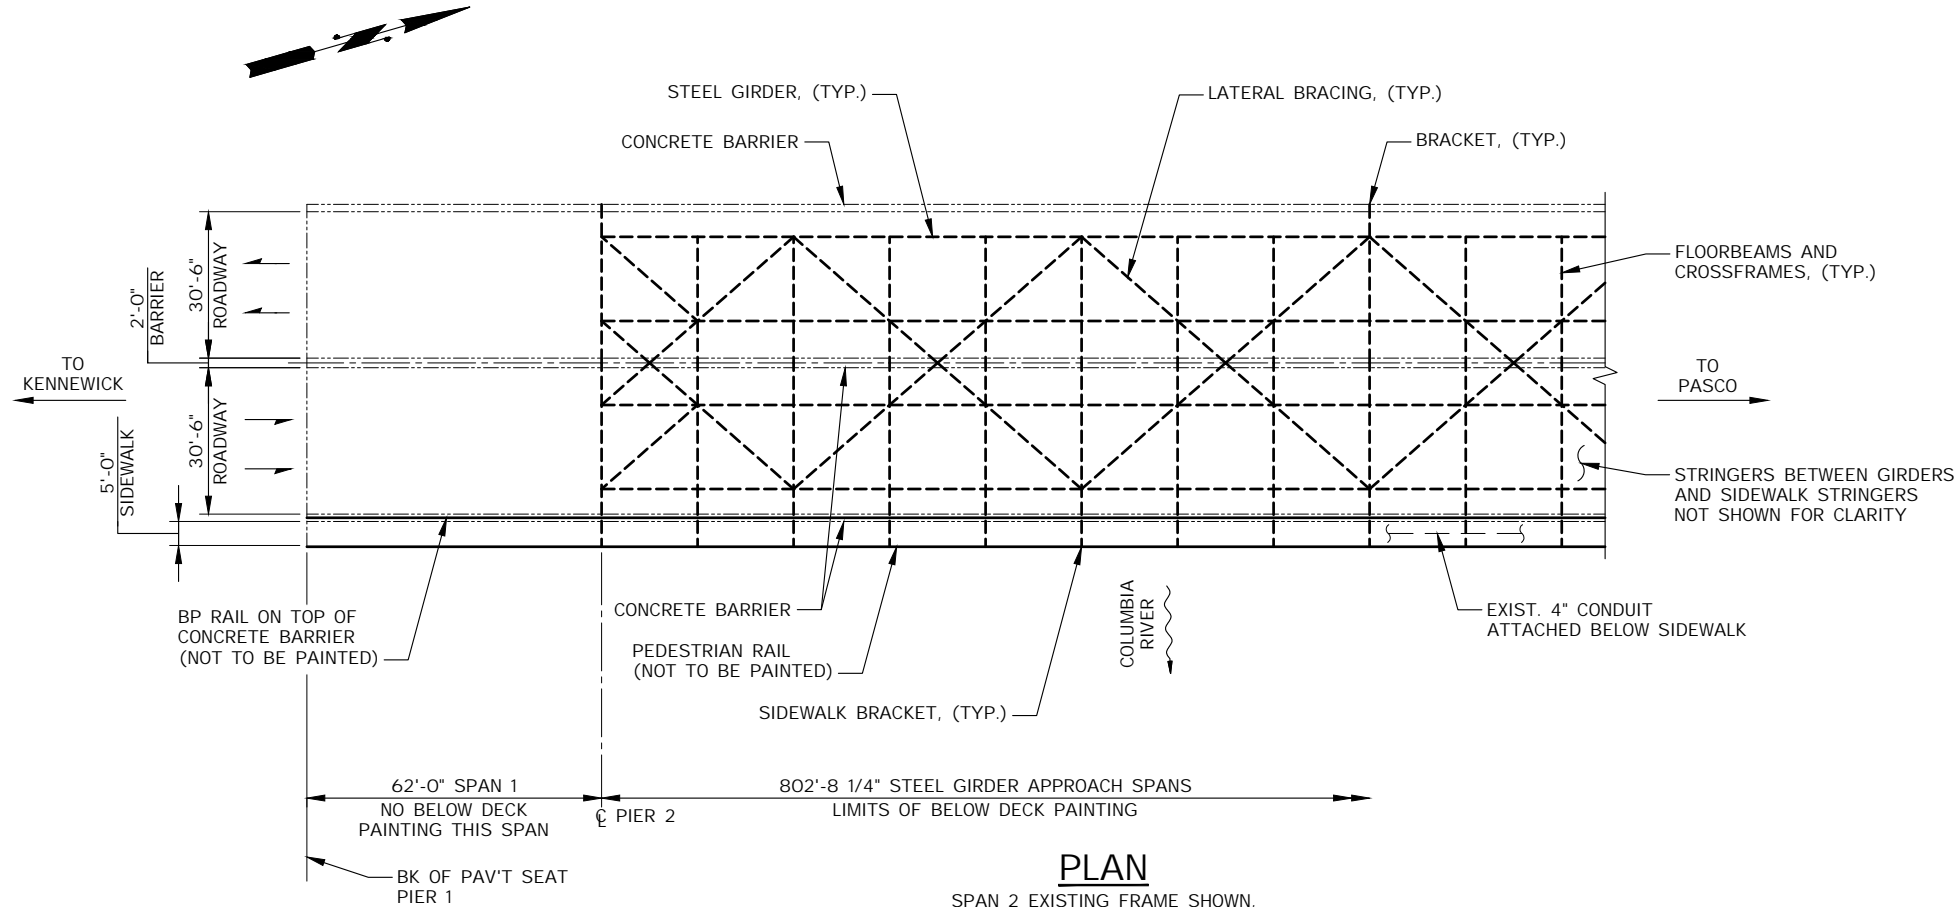 STEEL GIRDER, (TYP.)
LATERAL BRACING, (TYP.)
CONCRETE BARRIER
BRACKET, (TYP.)
FLOORBEAMS AND
CROSSFRAMES, (TYP.)
30'-6"
ROADWAY
2'-0"
BARRIER
TO
KENNEWICK
TO
PASCO
30'-6"
ROADWAY
5'-0"
SIDEWALK
STRINGERS BETWEEN GIRDERS
AND SIDEWALK STRINGERS
NOT SHOWN FOR CLARITY
BP RAIL ON TOP OF
CONCRETE BARRIER
(NOT TO BE PAINTED)
CONCRETE BARRIER
PEDESTRIAN RAIL
(NOT TO BE PAINTED)
COLUMBIA
RIVER
EXIST. 4" CONDUIT
ATTACHED BELOW SIDEWALK
SIDEWALK BRACKET, (TYP.)
62'-0" SPAN 1
NO BELOW DECK
PAINTING THIS SPAN
802'-8 1/4" STEEL GIRDER APPROACH SPANS
LIMITS OF BELOW DECK PAINTING
℄ PIER 2
BK OF PAV'T SEAT
PIER 1
PLAN
SPAN 2 EXISTING FRAME SHOWN.